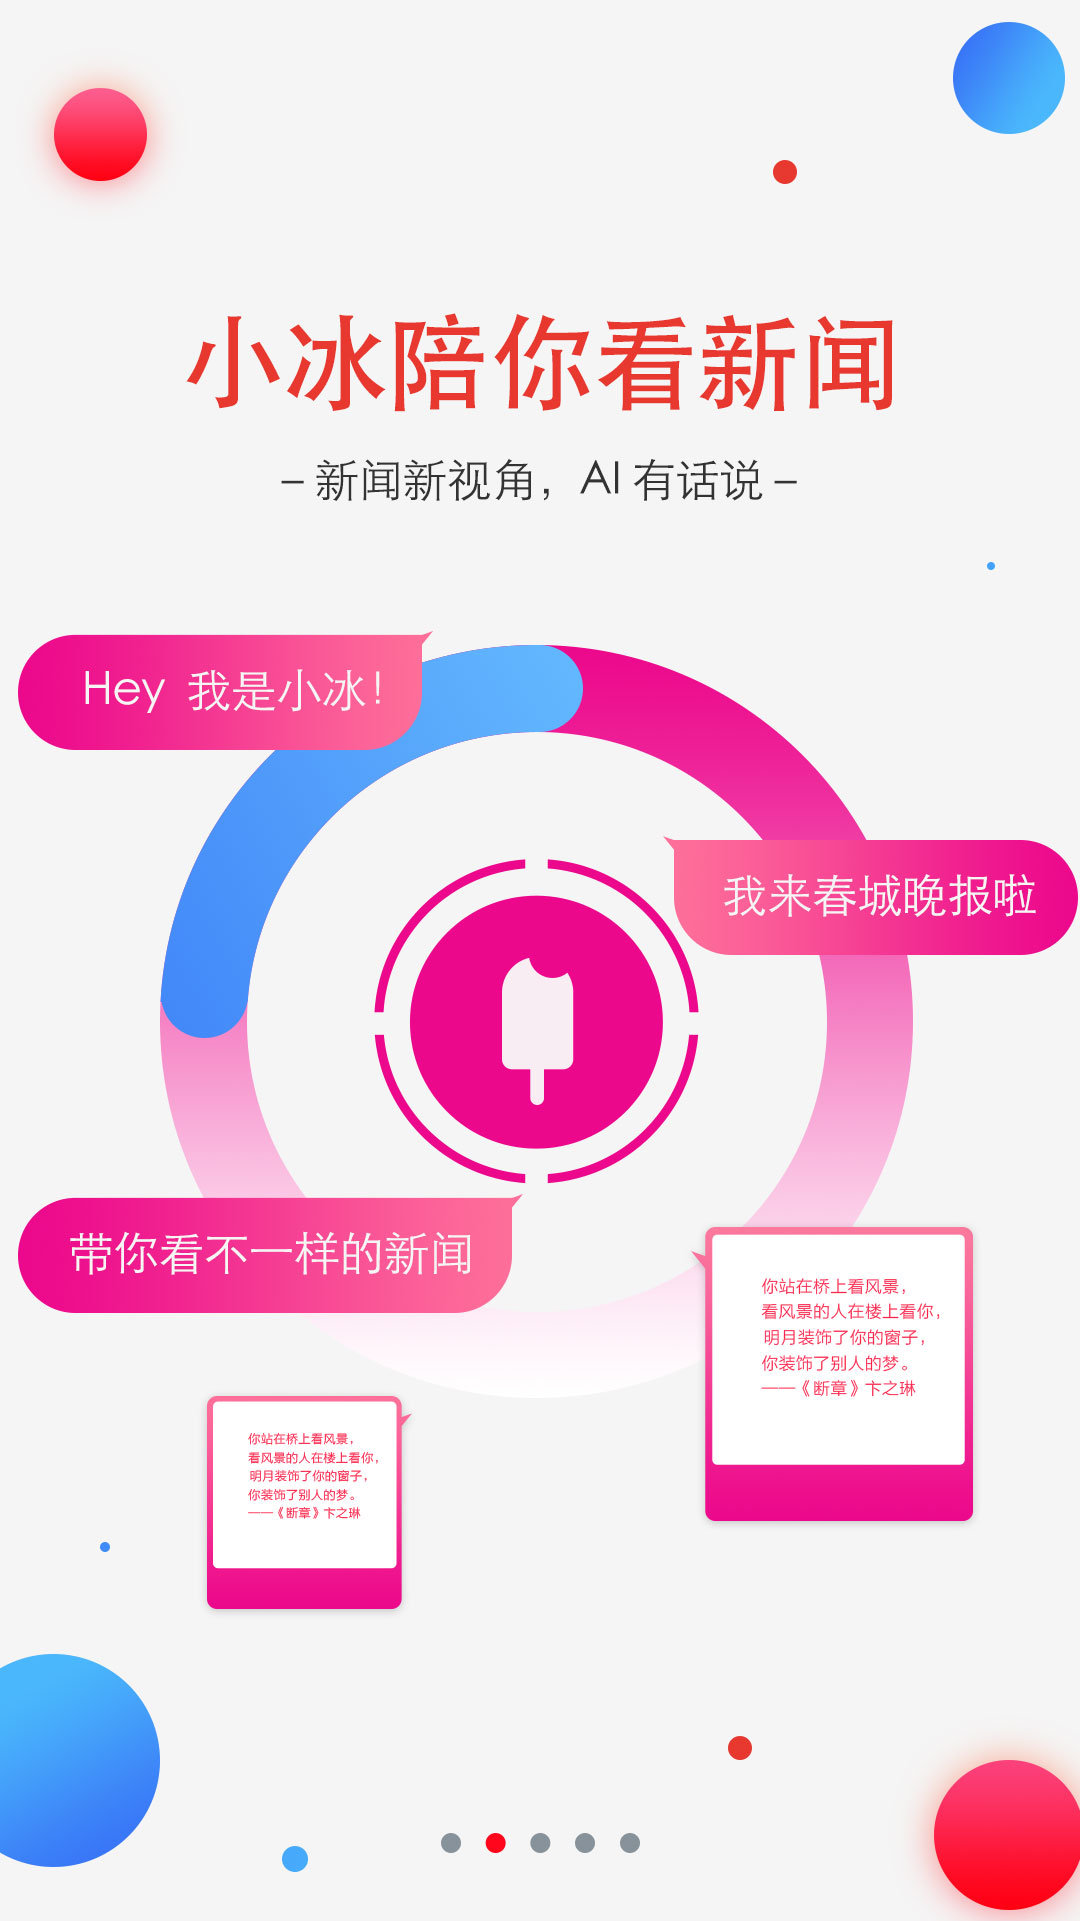 小冰陪你看新闻
– 新闻新视角，AI 有话说 –
Hey 我是小冰!
我来春城晚报啦
带你看不一样的新闻
你站在桥上看风景，
看风景的人在楼上看你，
明月装饰了你的窗子，
你装饰了别人的梦。
——《断章》卞之琳
你站在桥上看风景，
看风景的人在楼上看你，
明月装饰了你的窗子，
你装饰了别人的梦。
——《断章》卞之琳